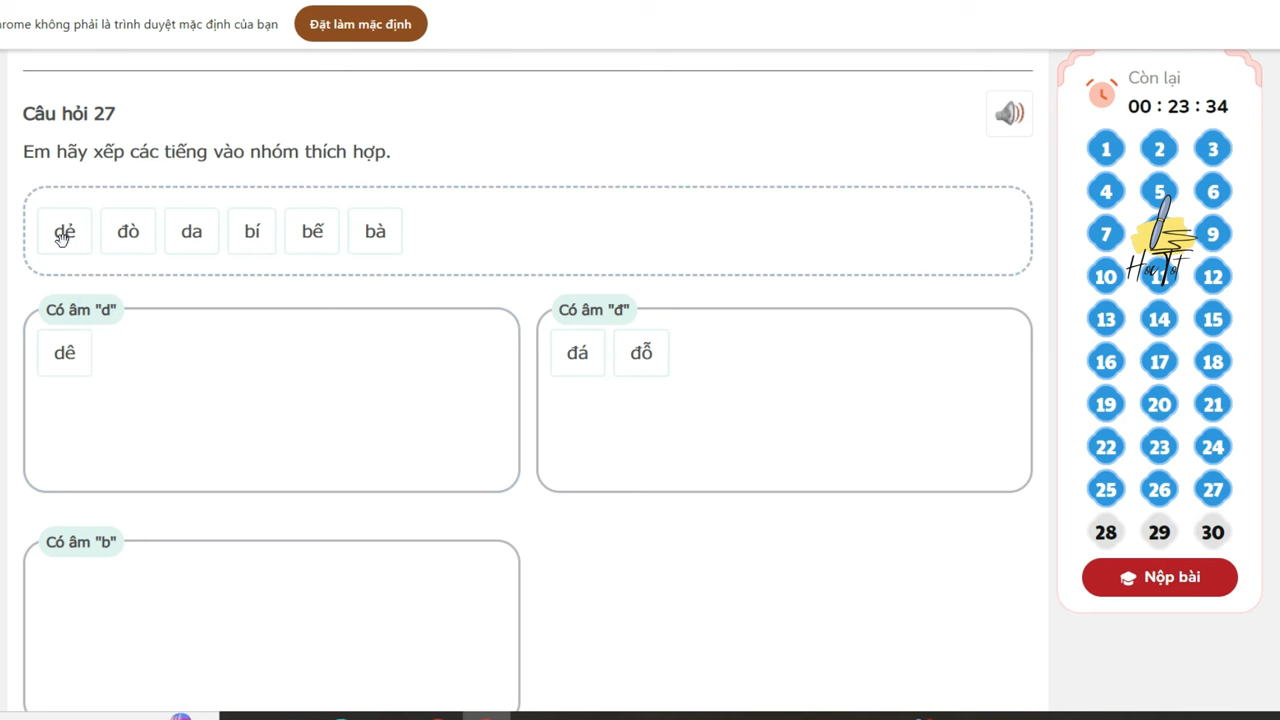 rome không phải là trình duyệt mặc định của bạn
Đặt làm mặc định
Còn lại
00 : 23 : 34
Câu hỏi 27
Em hãy xếp các tiếng vào nhóm thích hợp.
dẻ đò da bí bế bà
Có âm "d"
dê
Có âm "đ"
đá đỗ
Có âm "b"
1 2 3
4 5 6
7 9
10 12
13 14 15
16 17 18
19 20 21
22 23 24
25 26 27
28 29 30
Học Tốt
Nộp bài